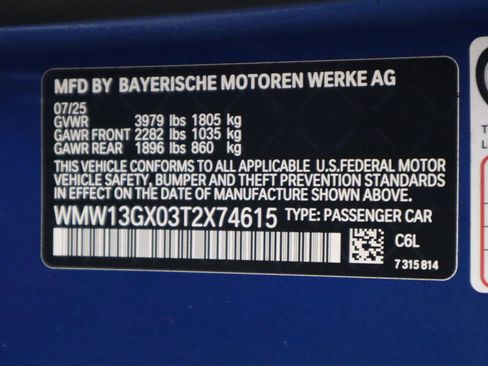 MFD BY BAYERISCHE MOTOREN WERKE AG
07/25
GVWR 3979 lbs 1805 kg
GAWR FRONT 2282 lbs 1035 kg
GAWR REAR 1896 lbs 860 kg
THIS VEHICLE CONFORMS TO ALL APPLICABLE U.S.FEDERAL MOTOR
VEHICLE SAFETY, BUMPER AND THEFT PREVENTION STANDARDS
IN EFFECT ON THE DATE OF MANUFACTURE SHOWN ABOVE.
WMW13GX03T2X74615 TYPE: PASSENGER CAR
C6L
7 315 814